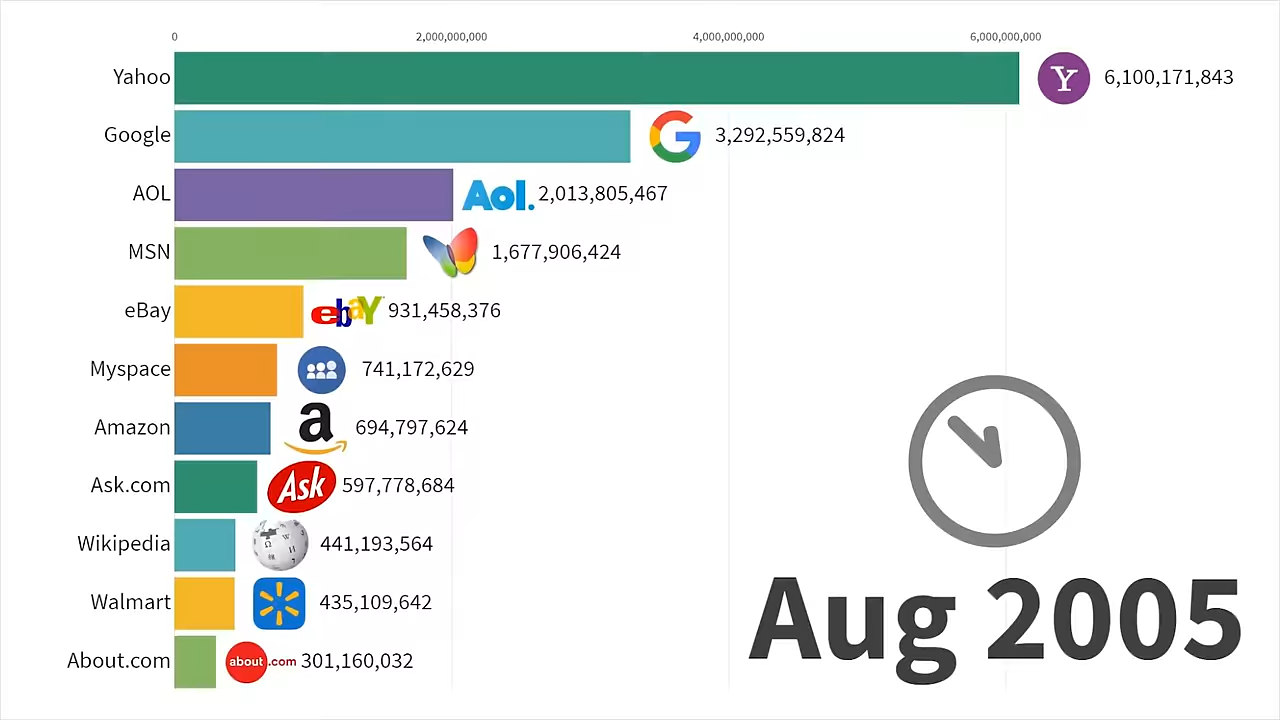 0 2,000,000,000 4,000,000,000 6,000,000,000
Yahoo Y 6,100,171,843
Google G 3,292,559,824
AOL Aol. 2,013,805,467
MSN 1,677,906,424
eBay ebaY 931,458,376
Myspace 741,172,629
Amazon a 694,797,624
Ask.com Ask 597,778,684
Wikipedia Ω W И 441,193,564
Walmart 435,109,642
About.com about.com 301,160,032
Aug 2005